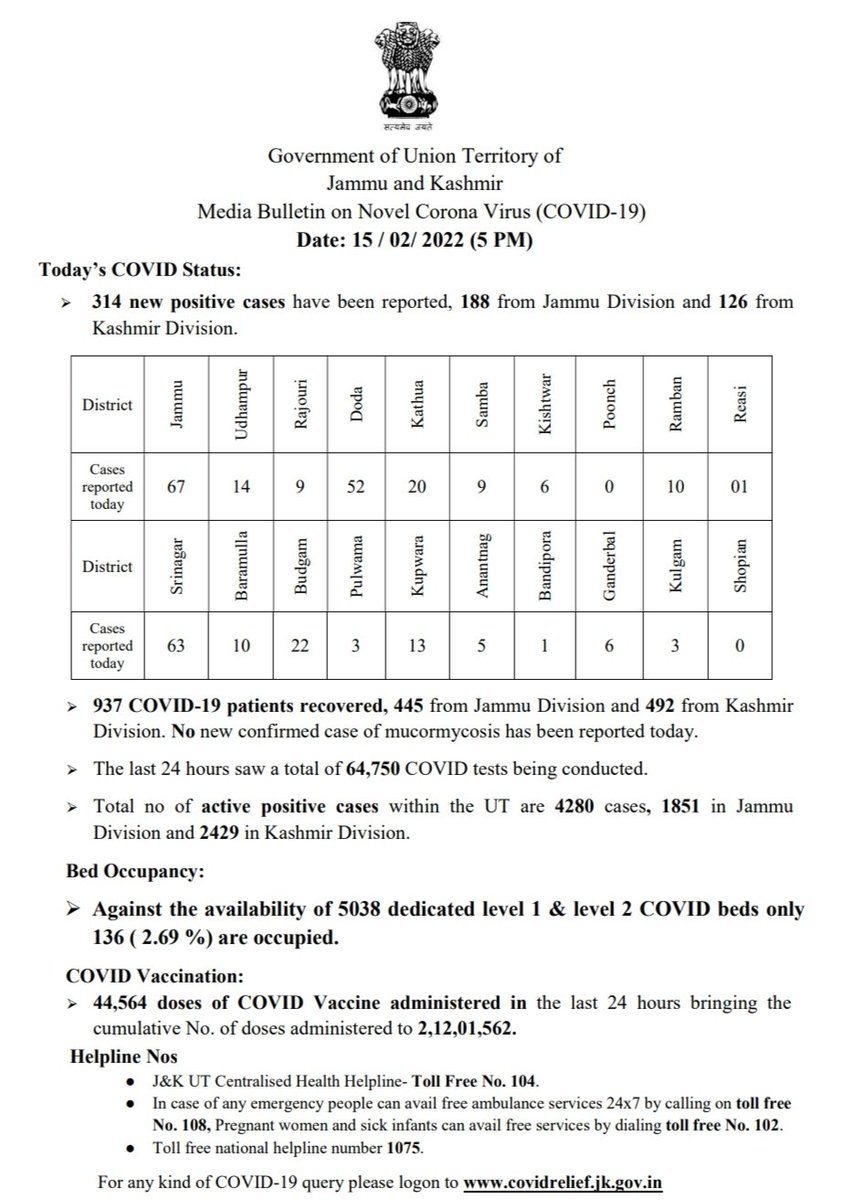 सत्यमेव जयते
Government of Union Territory of
Jammu and Kashmir
Media Bulletin on Novel Corona Virus (COVID-19)
Date: 15 / 02/ 2022 (5 PM)
Today’s COVID Status:
➢ 314 new positive cases have been reported, 188 from Jammu Division and 126 from
Kashmir Division.
District Jammu Udhampur Rajouri Doda Kathua Samba Kishtwar Poonch Ramban Reasi
Cases
reported
today
67 14 9 52 20 9 6 0 10 01
District Srinagar Baramulla Budgam Pulwama Kupwara Anantnag Bandipora Ganderbal Kulgam Shopian
Cases
reported
today
63 10 22 3 13 5 1 6 3 0
➢ 937 COVID-19 patients recovered, 445 from Jammu Division and 492 from Kashmir
Division. No new confirmed case of mucormycosis has been reported today.
➢ The last 24 hours saw a total of 64,750 COVID tests being conducted.
➢ Total no of active positive cases within the UT are 4280 cases, 1851 in Jammu
Division and 2429 in Kashmir Division.
Bed Occupancy:
➢ Against the availability of 5038 dedicated level 1 & level 2 COVID beds only
136 ( 2.69 %) are occupied.
COVID Vaccination:
➢ 44,564 doses of COVID Vaccine administered in the last 24 hours bringing the
cumulative No. of doses administered to 2,12,01,562.
Helpline Nos
● J&K UT Centralised Health Helpline- Toll Free No. 104.
● In case of any emergency people can avail free ambulance services 24x7 by calling on toll free
No. 108, Pregnant women and sick infants can avail free services by dialing toll free No. 102.
● Toll free national helpline number 1075.
For any kind of COVID-19 query please logon to www.covidrelief.jk.gov.in